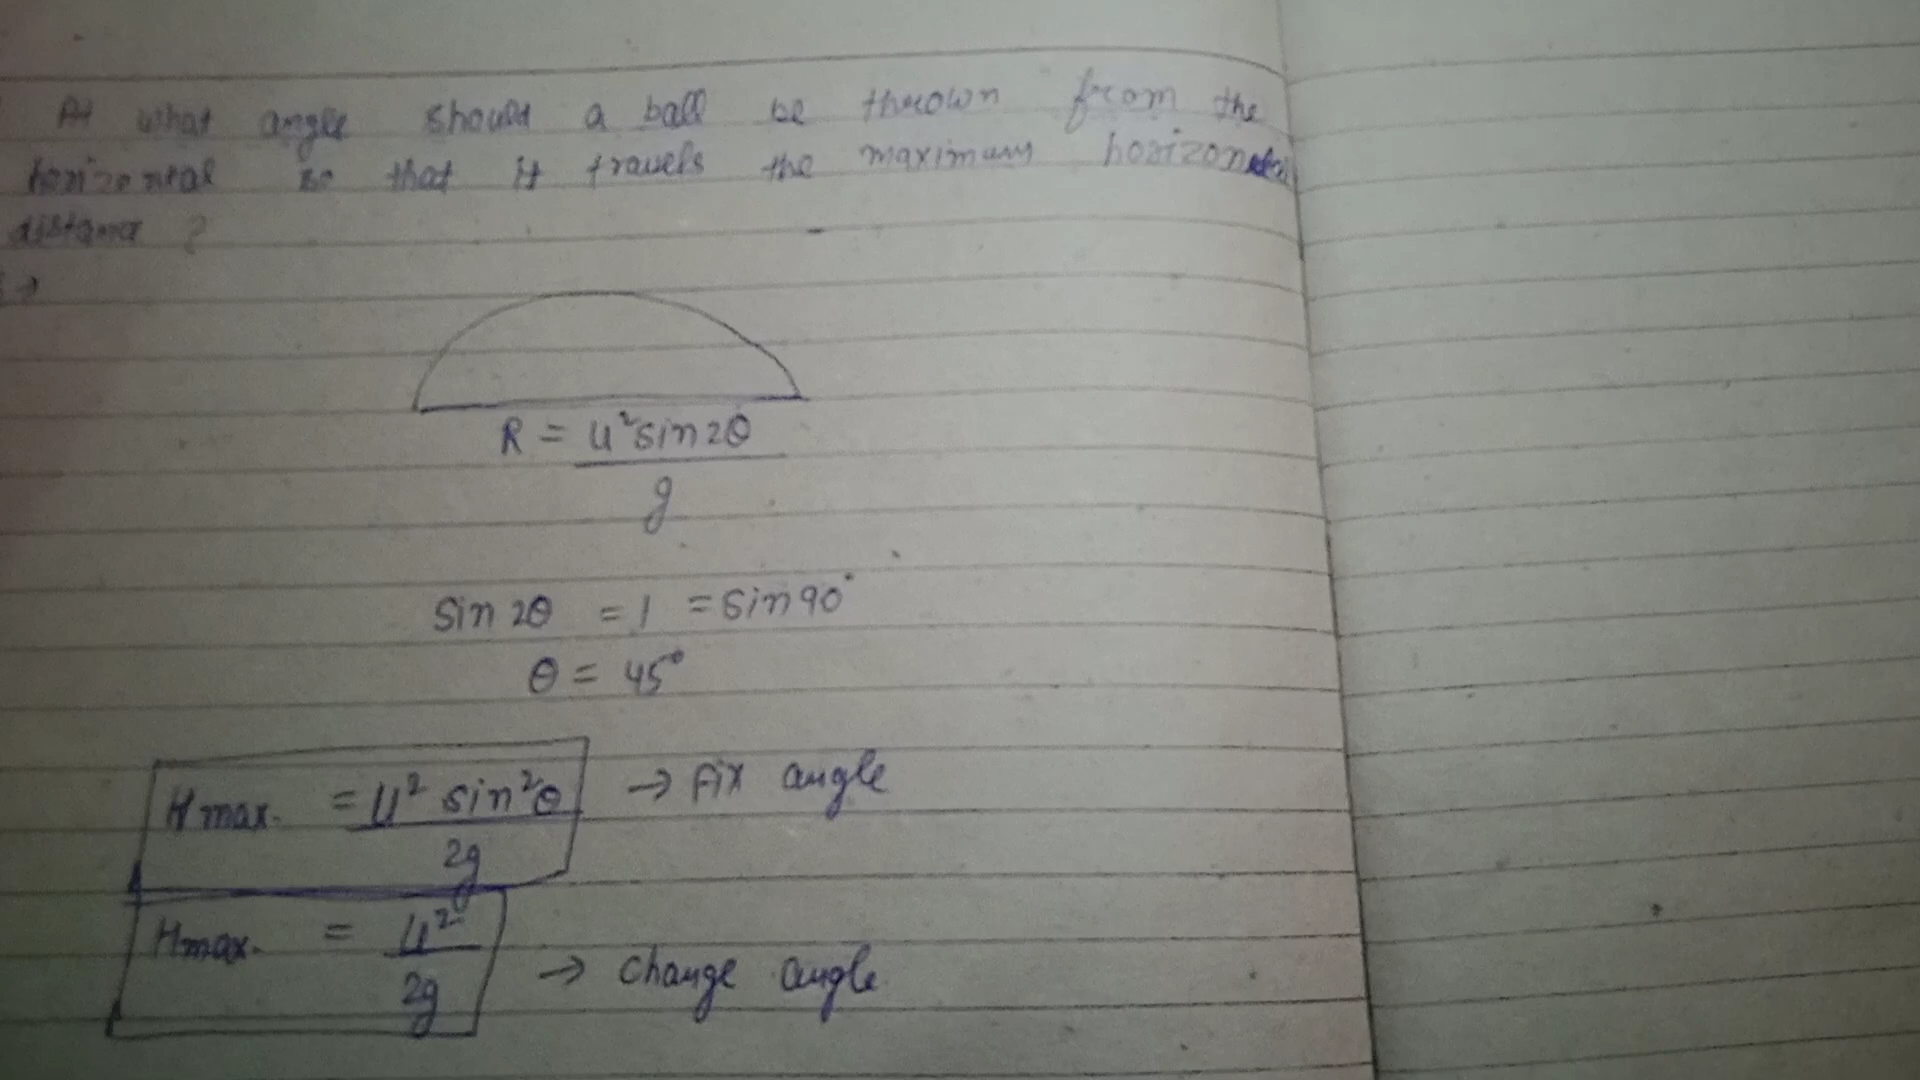 At what angle should a ball be thrown from the
horizontal so that it travels the maximum horizontal
distance ?
→
R = u²sin2θ
g
sin 2θ = 1 = sin90°
θ = 45°
Hmax. = u² sin²θ → Fix angle
2g
Hmax. = u²
2g → Change angle